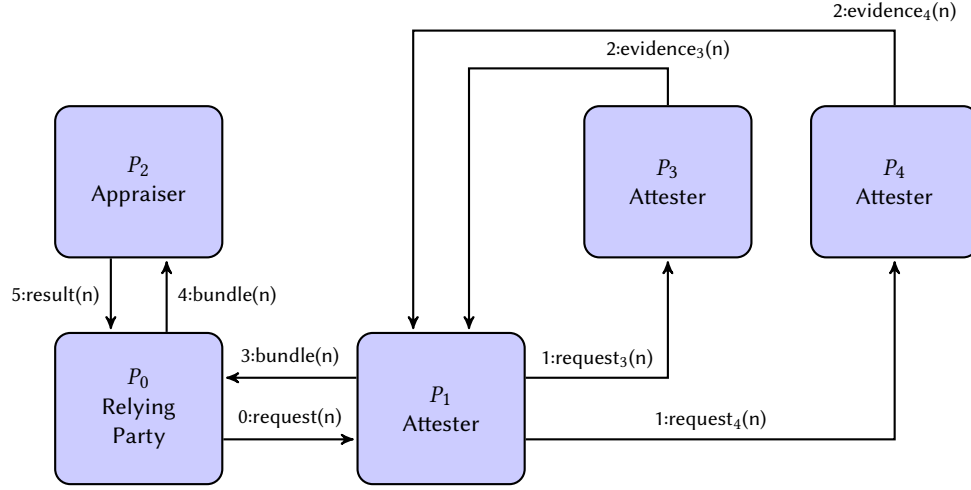 2:evidence₄(n)
2:evidence₃(n)
P₂
Appraiser
P₃
Attester
P₄
Attester
5:result(n)
4:bundle(n)
P₀
Relying
Party
3:bundle(n)
0:request(n)
P₁
Attester
1:request₃(n)
1:request₄(n)